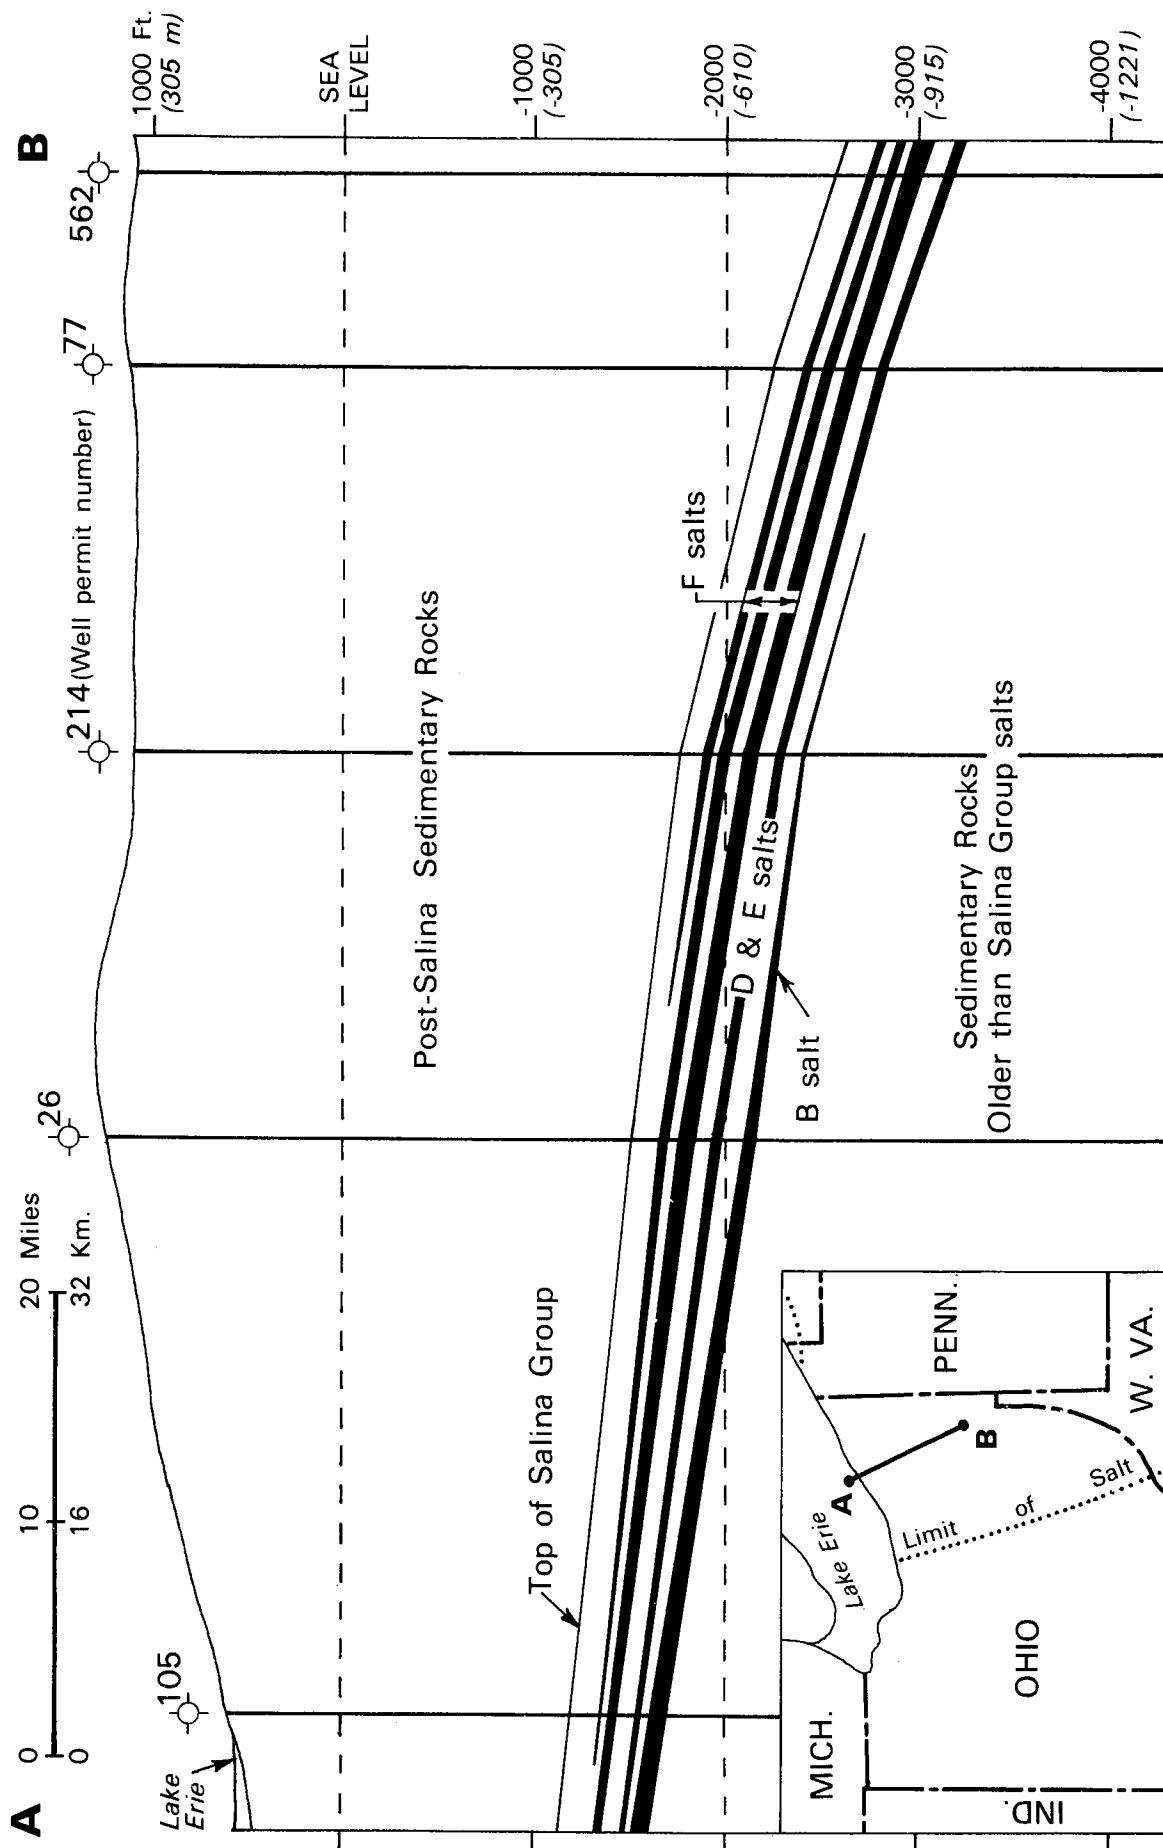 A
B
0 10 20 Miles
0 16 32 Km.
Lake
Erie
105
26
214 (Well permit number)
77
562
1000 Ft.
(305 m)
SEA
LEVEL
-1000
(-305)
-2000
(-610)
-3000
(-915)
-4000
(-1221)
Post-Salina Sedimentary Rocks
Top of Salina Group
F salts
D & E salts
B salt
Sedimentary Rocks
Older than Salina Group salts
MICH.
Lake Erie
A
B
PENN.
Limit of Salt
OHIO
W. VA.
IND.